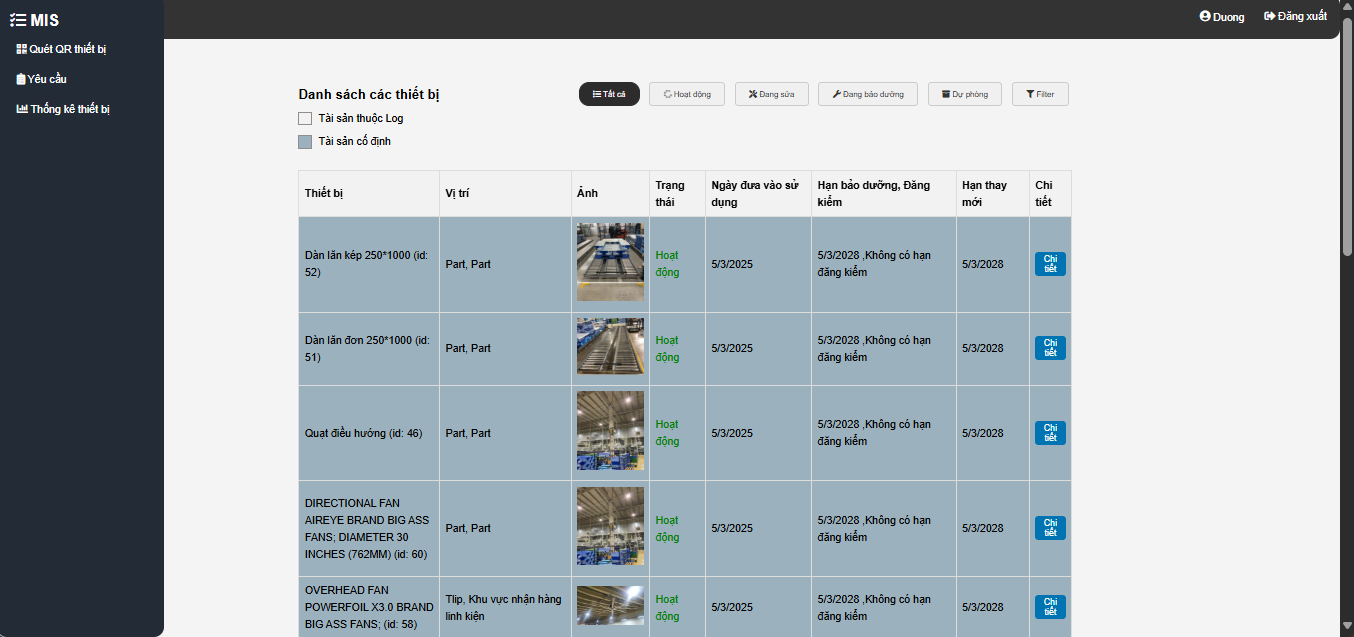 MIS
Duong
Đăng xuất
Quét QR thiết bị
Yêu cầu
Thống kê thiết bị
Danh sách các thiết bị
Tất cả
Hoạt động
Đang sửa
Đang bảo dưỡng
Dự phòng
Filter
Tài sản thuộc Log
Tài sản cố định
Thiết bị
Vị trí
Ảnh
Trạng
thái
Ngày đưa vào sử
dụng
Hạn bảo dưỡng, Đăng
kiểm
Hạn thay
mới
Chi
tiết
Dàn lăn kép 250*1000 (id:
52)
Part, Part
Hoạt
động
5/3/2025
5/3/2028 ,Không có hạn
đăng kiểm
5/3/2028
Chi
tiết
Dàn lăn đơn 250*1000 (id:
51)
Part, Part
Hoạt
động
5/3/2025
5/3/2028 ,Không có hạn
đăng kiểm
5/3/2028
Chi
tiết
Quạt điều hướng (id: 46)
Part, Part
Hoạt
động
5/3/2025
5/3/2028 ,Không có hạn
đăng kiểm
5/3/2028
Chi
tiết
DIRECTIONAL FAN
AIREYE BRAND BIG ASS
FANS; DIAMETER 30
INCHES (762MM) (id: 60)
Part, Part
Hoạt
động
5/3/2025
5/3/2028 ,Không có hạn
đăng kiểm
5/3/2028
Chi
tiết
OVERHEAD FAN
POWERFOIL X3.0 BRAND
BIG ASS FANS; (id: 58)
Tlip, Khu vực nhận hàng
linh kiện
Hoạt
động
5/3/2025
5/3/2028 ,Không có hạn
đăng kiểm
5/3/2028
Chi
tiết